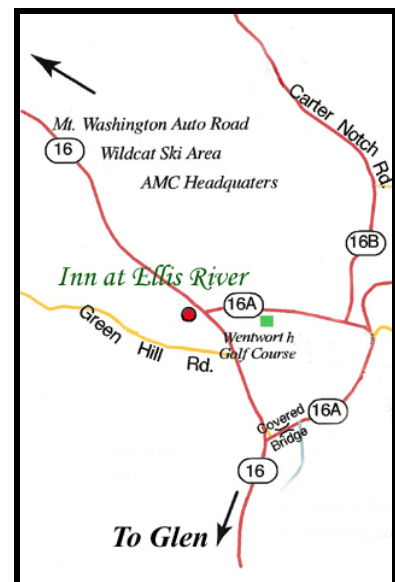 Carter Notch Rd.
Mt. Washington Auto Road
16
Wildcat Ski Area
AMC Headquaters
16B
Inn at Ellis River
16A
Green Hill Rd.
Wentworth
Golf Course
Covered
Bridge
16A
16
To Glen